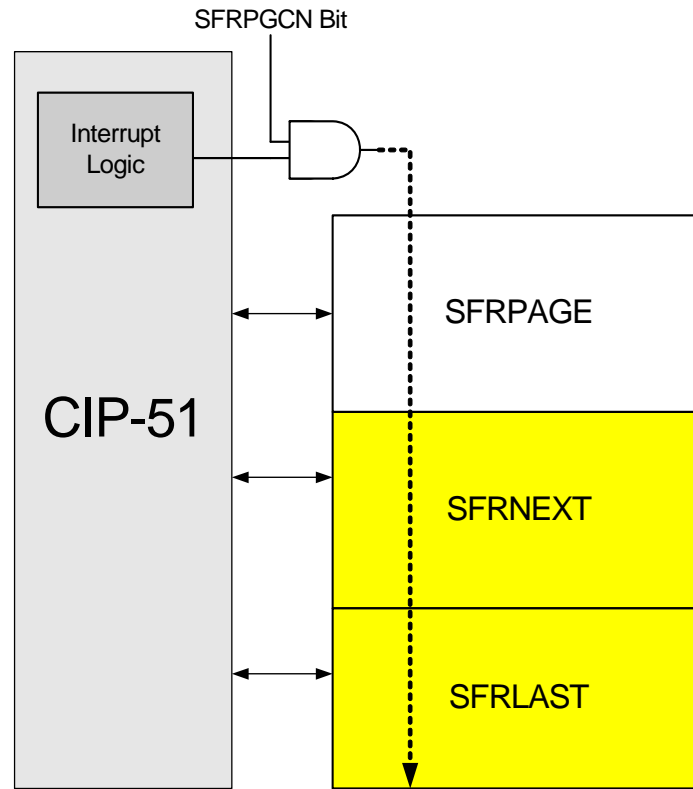 SFRPGCN Bit
Interrupt
Logic
SFRPAGE
CIP-51
SFRNEXT
SFRLAST